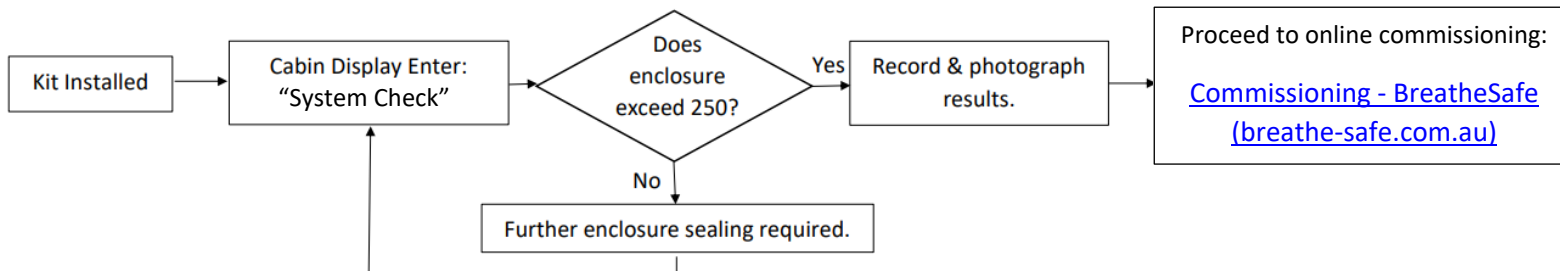 Kit Installed
Cabin Display Enter:
“System Check”
Does
enclosure
exceed 250?
Yes
Record & photograph
results.
Proceed to online commissioning:
Commissioning - BreatheSafe
(breathe-safe.com.au)
No
Further enclosure sealing required.